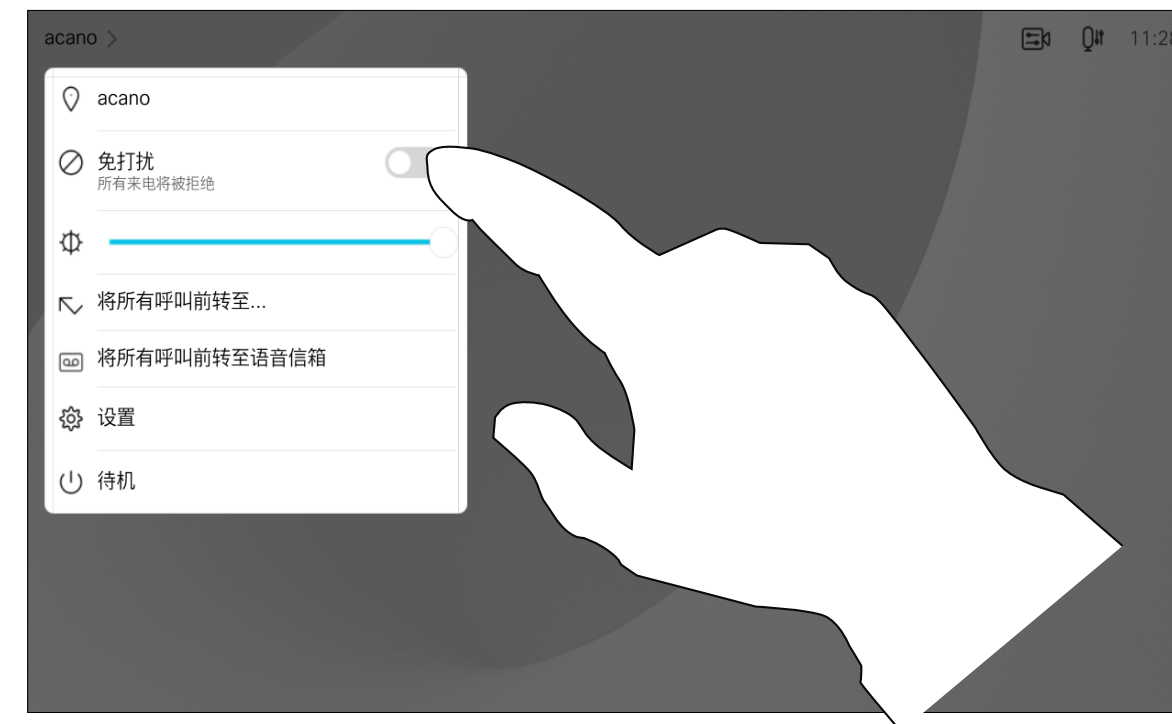 acano >
11:28
acano
免打扰
所有来电将被拒绝
将所有呼叫前转至...
将所有呼叫前转至语音信箱
设置
待机